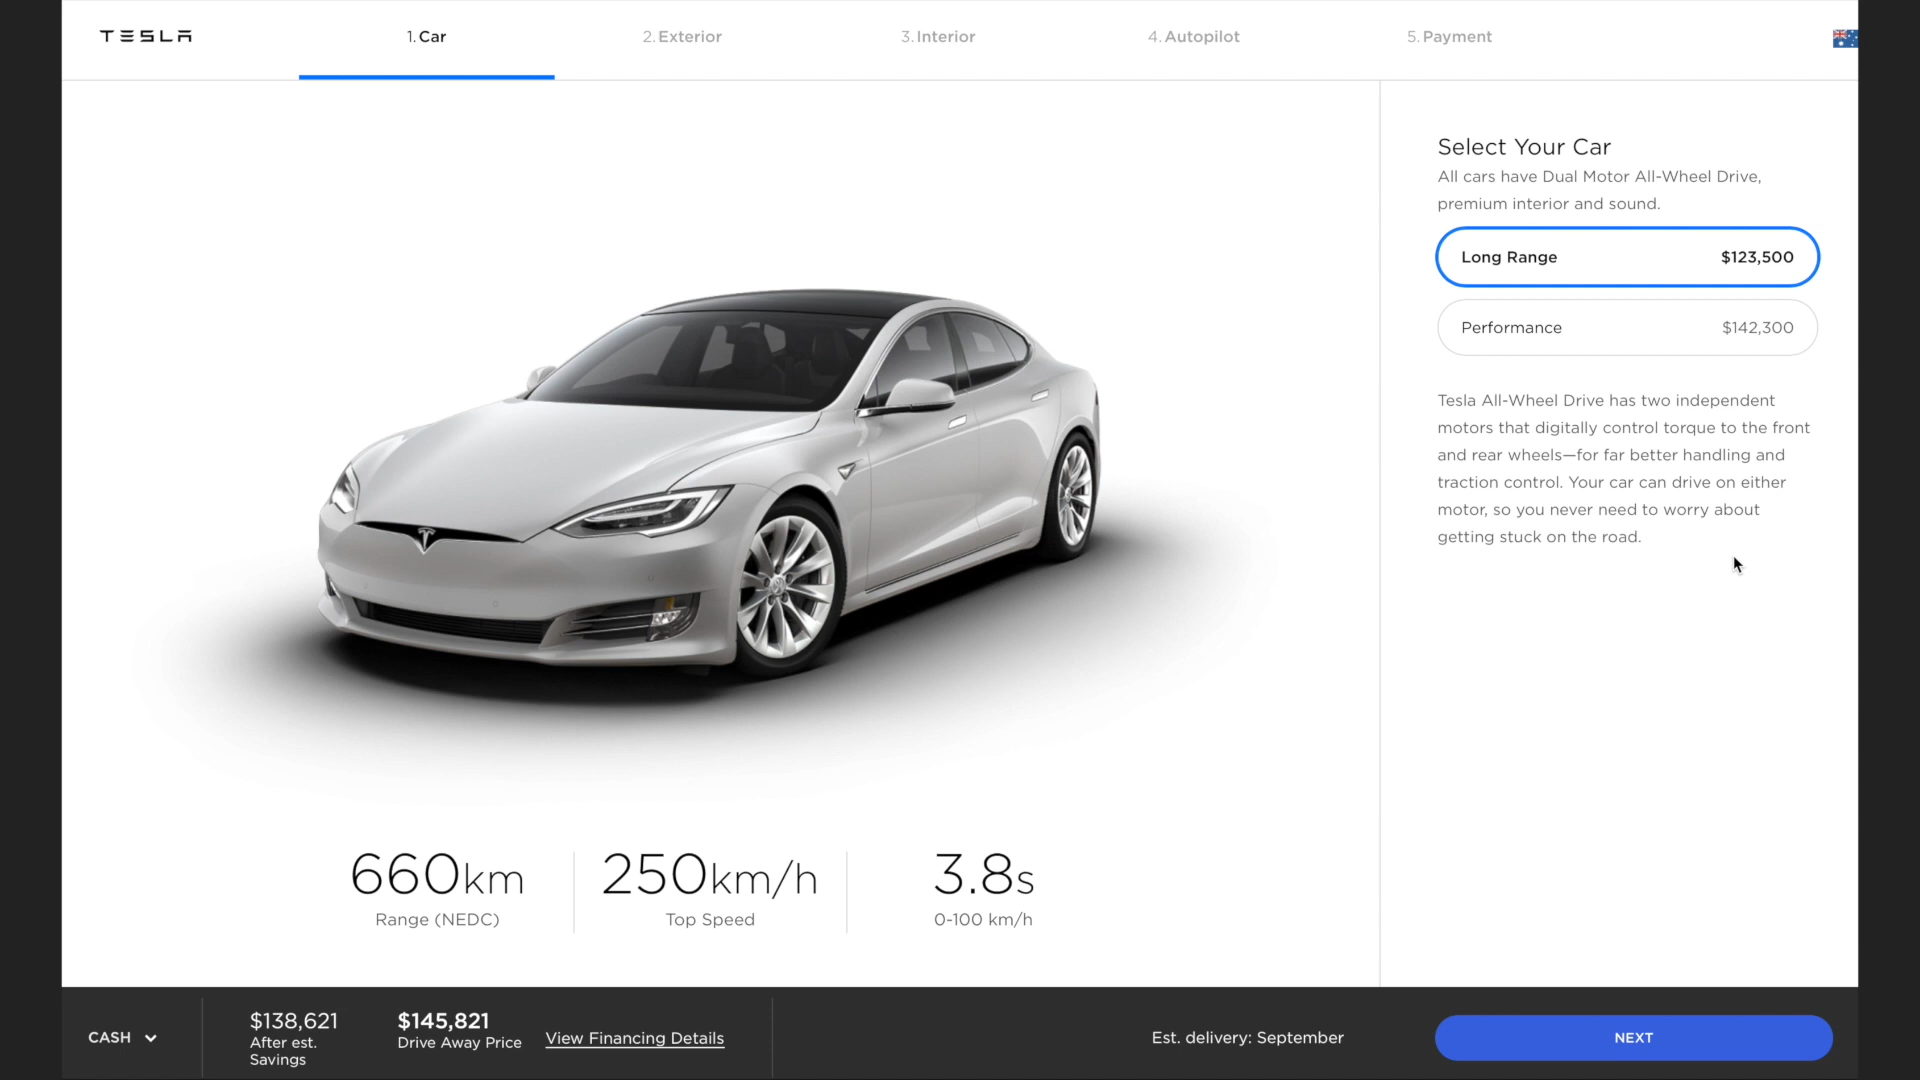 TESLA
1. Car
2. Exterior
3. Interior
4. Autopilot
5. Payment
Select Your Car
All cars have Dual Motor All-Wheel Drive,
premium interior and sound.
Long Range $123,500
Performance $142,300
Tesla All-Wheel Drive has two independent
motors that digitally control torque to the front
and rear wheels—for far better handling and
traction control. Your car can drive on either
motor, so you never need to worry about
getting stuck on the road.
660km
Range (NEDC)
250km/h
Top Speed
3.8s
0-100 km/h
CASH
$138,621
After est.
Savings
$145,821
Drive Away Price
View Financing Details
Est. delivery: September
NEXT